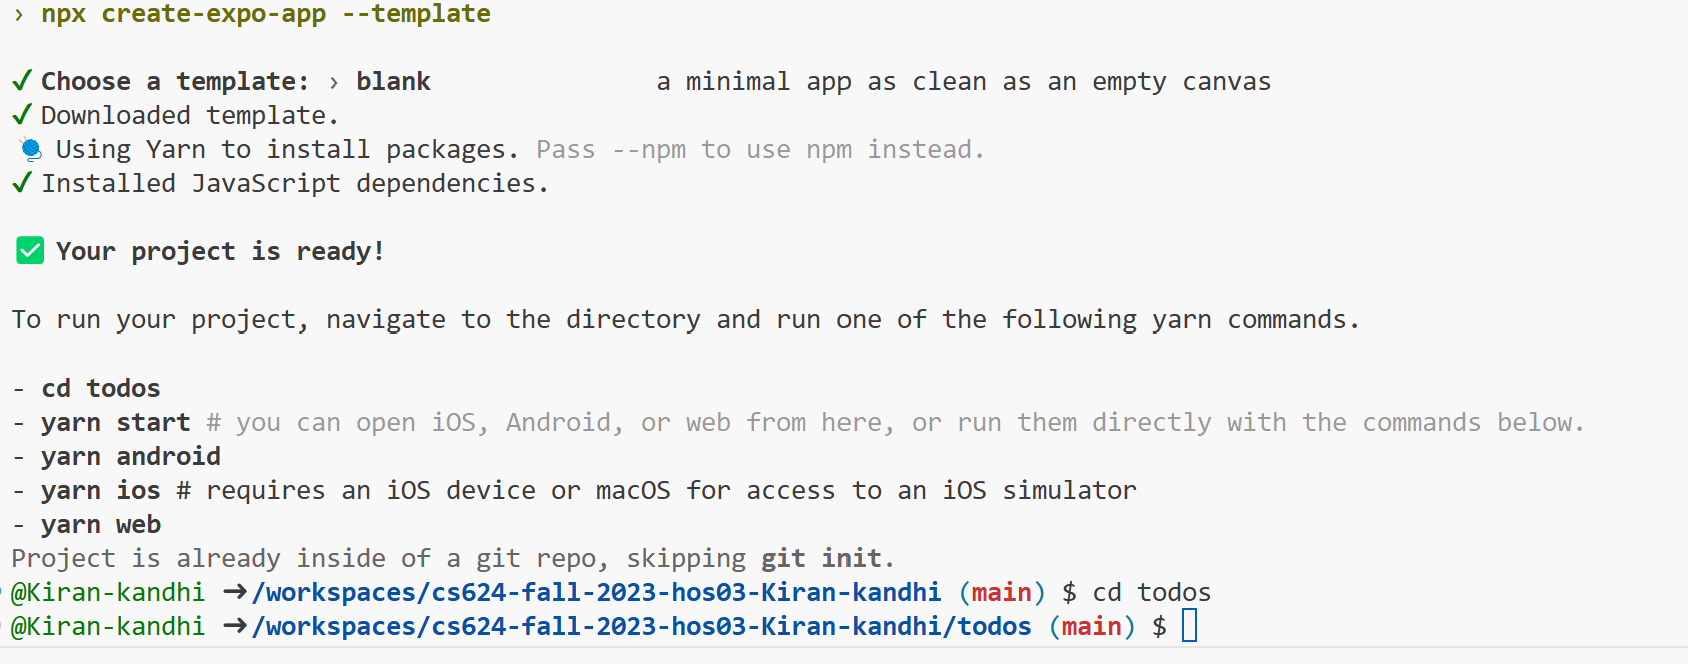 › npx create-expo-app --template
✓ Choose a template: › blank               a minimal app as clean as an empty canvas
✓ Downloaded template.
🧶 Using Yarn to install packages. Pass --npm to use npm instead.
✓ Installed JavaScript dependencies.
✅ Your project is ready!
To run your project, navigate to the directory and run one of the following yarn commands.
- cd todos
- yarn start # you can open iOS, Android, or web from here, or run them directly with the commands below.
- yarn android
- yarn ios # requires an iOS device or macOS for access to an iOS simulator
- yarn web
Project is already inside of a git repo, skipping git init.
@Kiran-kandhi ➜ /workspaces/cs624-fall-2023-hos03-Kiran-kandhi (main) $ cd todos
@Kiran-kandhi ➜ /workspaces/cs624-fall-2023-hos03-Kiran-kandhi/todos (main) $